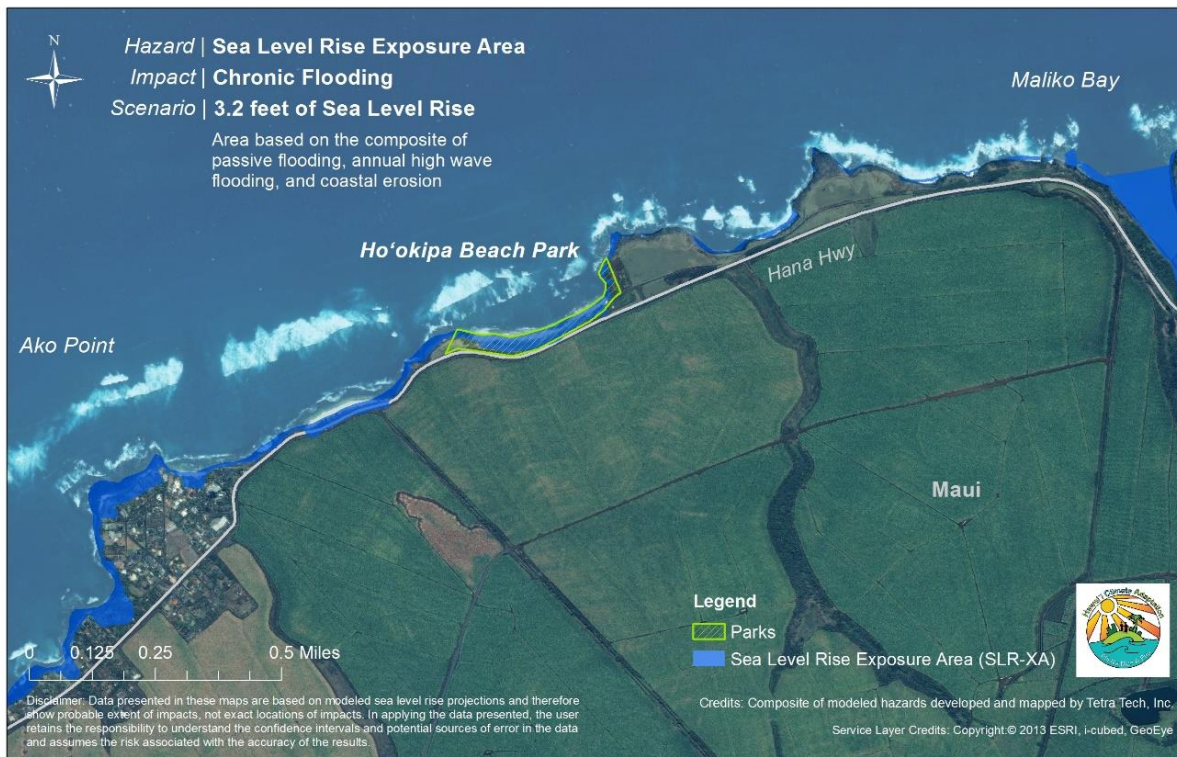 N
Hazard | Sea Level Rise Exposure Area
Impact | Chronic Flooding
Scenario | 3.2 feet of Sea Level Rise
Area based on the composite of
passive flooding, annual high wave
flooding, and coastal erosion
Maliko Bay
Hoʻokipa Beach Park
Hana Hwy
Ako Point
Maui
Legend
Parks
Sea Level Rise Exposure Area (SLR-XA)
Hawaiʻi Climate Adaptation
0 0.125 0.25 0.5 Miles
Disclaimer: Data presented in these maps are based on modeled sea level rise projections and therefore
show probable extent of impacts, not exact locations of impacts. In applying the data presented, the user
retains the responsibility to understand the confidence intervals and potential sources of error in the data
and assumes the risk associated with the accuracy of the results.
Credits: Composite of modeled hazards developed and mapped by Tetra Tech, Inc.
Service Layer Credits: Copyright:© 2013 ESRI, i-cubed, GeoEye